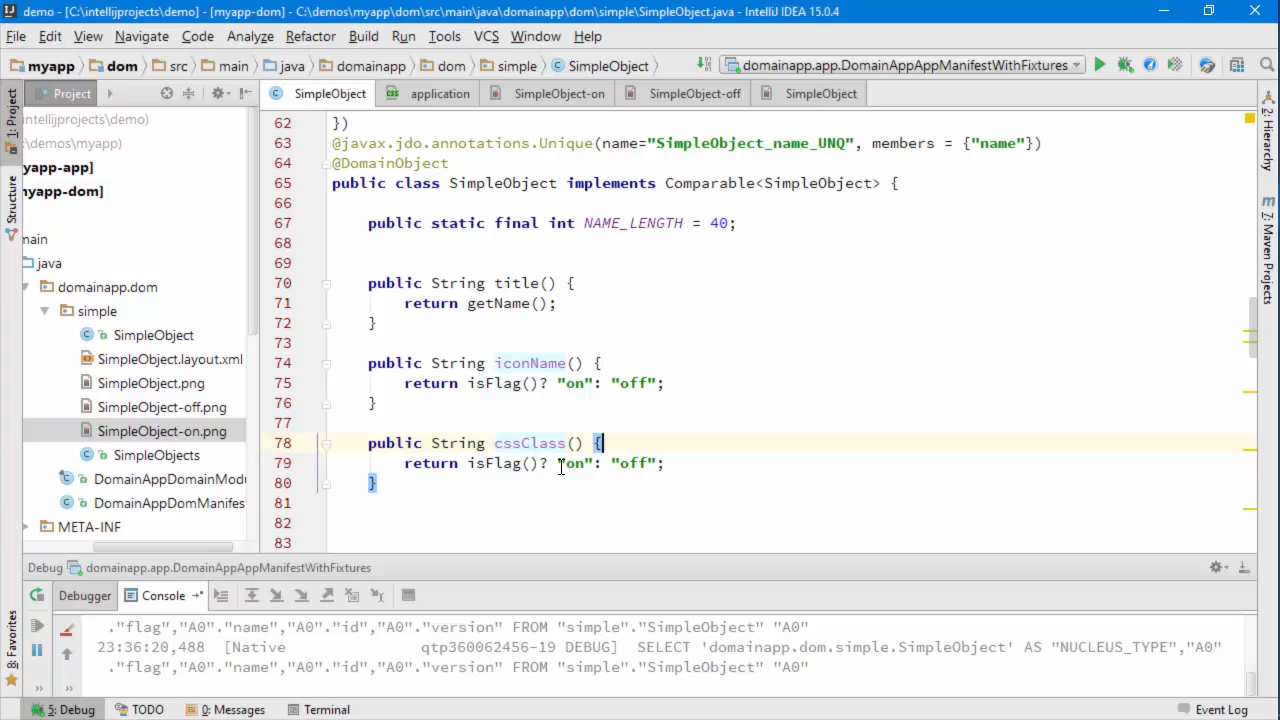 demo - [C:\intellijprojects\demo] - [myapp-dom] - C:\demos\myapp\dom\src\main\java\domainapp\dom\simple\SimpleObject.java - IntelliJ IDEA 15.0.4
File Edit View Navigate Code Analyze Refactor Build Run Tools VCS Window Help
myapp dom src main java domainapp dom simple SimpleObject domainapp.app.DomainAppAppManifestWithFixtures
1: Project
Structure
8: Favorites
Project
intellijprojects\demo)
:\demos\myapp)
yapp-app]
nyapp-dom]
main
java
domainapp.dom
simple
SimpleObject
SimpleObject.layout.xml
SimpleObject.png
SimpleObject-off.png
SimpleObject-on.png
SimpleObjects
DomainAppDomainModu
DomainAppDomManifes
META-INF
SimpleObject application SimpleObject-on SimpleObject-off SimpleObject
62 })
63 @javax.jdo.annotations.Unique(name="SimpleObject_name_UNQ", members = {"name"})
64 @DomainObject
65 public class SimpleObject implements Comparable<SimpleObject> {
66
67 public static final int NAME_LENGTH = 40;
68
69
70 public String title() {
71 return getName();
72 }
73
74 public String iconName() {
75 return isFlag()? "on": "off";
76 }
77
78 public String cssClass() {
79 return isFlag()? "on": "off";
80 }
81
82
83
2: Hierarchy
m 7: Maven Projects
Debug domainapp.app.DomainAppAppManifestWithFixtures
Debugger Console
."flag","A0"."name","A0"."id","A0"."version" FROM "simple"."SimpleObject" "A0"
23:36:20,488 [Native qtp360062456-19 DEBUG] SELECT 'domainapp.dom.simple.SimpleObject' AS "NUCLEUS_TYPE","A0"
."flag","A0"."name","A0"."id","A0"."version" FROM "simple"."SimpleObject" "A0"
5: Debug TODO 0: Messages Terminal Event Log